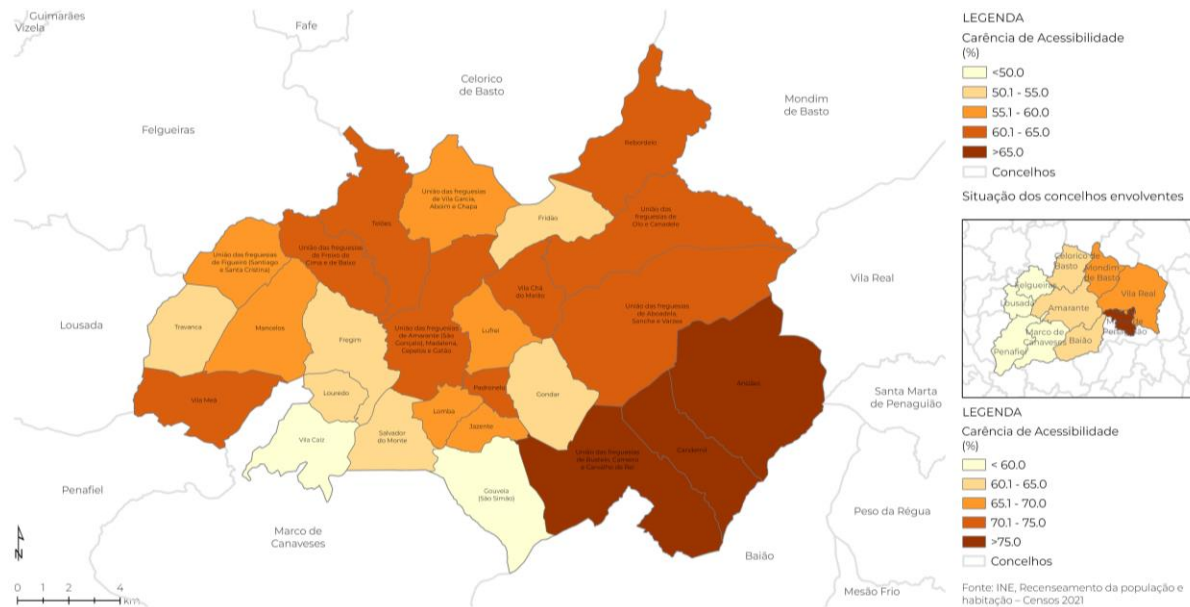 Guimarães
Vizela
Fafe
Celorico
de Basto
Mondim
de Basto
Felgueiras
Lousada
Penafiel
Marco de
Canaveses
Baião
Vila Real
Santa Marta
de Penaguião
Peso da Régua
Mesão Frio
Rebordelo
União das freguesias
de Vila Garcia,
Aboim e Chapa
Fridão
União das
freguesias de
Olo e Canadelo
Telões
União das freguesias
de Freixo de
Cima e de Baixo
União das freguesias
de Figueiró (Santiago
e Santa Cristina)
Vila Chã
do Marão
União das freguesias
de Aboadela,
Sanche e Várzea
Travanca
Mancelos
Fregim
União das freguesias
de Amarante (São
Gonçalo), Madalena,
Cepelos e Gatão
Lufrei
Padronelo
Gondar
Ansiães
Vila Meã
Louredo
Lomba
Jazente
Salvador
do Monte
Vila Caiz
Gouveia
(São Simão)
União das freguesias
de Bustelo, Carneiro
e Carvalho de Rei
Candemil
N
0 1 2 4
km
LEGENDA
Carência de Acessibilidade
(%)
<50.0
50.1 - 55.0
55.1 - 60.0
60.1 - 65.0
>65.0
Concelhos
Situação dos concelhos envolventes
Celorico de
Basto
Mondim
de Basto
Felgueiras
Lousada
Vila Real
Amarante
Marco de
Canaveses
Baião
Penafiel
LEGENDA
Carência de Acessibilidade
(%)
< 60.0
60.1 - 65.0
65.1 - 70.0
70.1 - 75.0
>75.0
Concelhos
Fonte: INE, Recenseamento da população e
habitação – Censos 2021